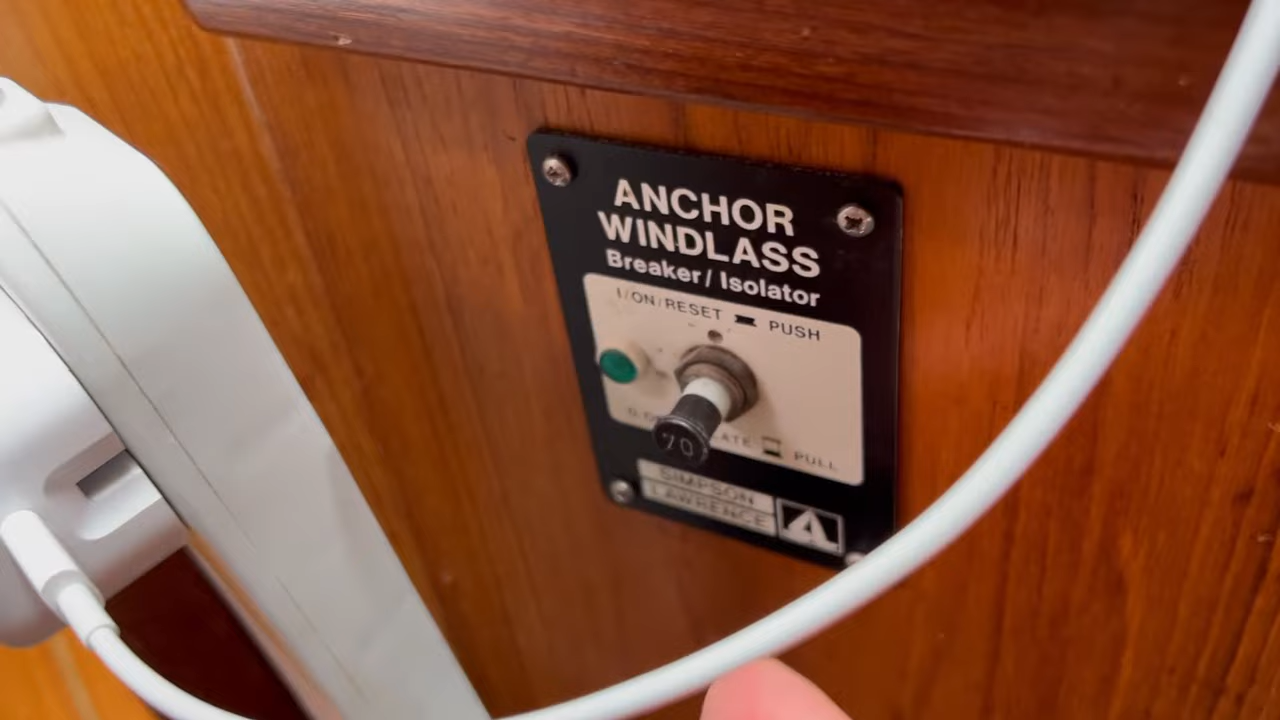 ANCHOR
WINDLASS
Breaker/Isolator
I/ON/RESET PUSH
70
PULL
SIMPSON
LAWRENCE